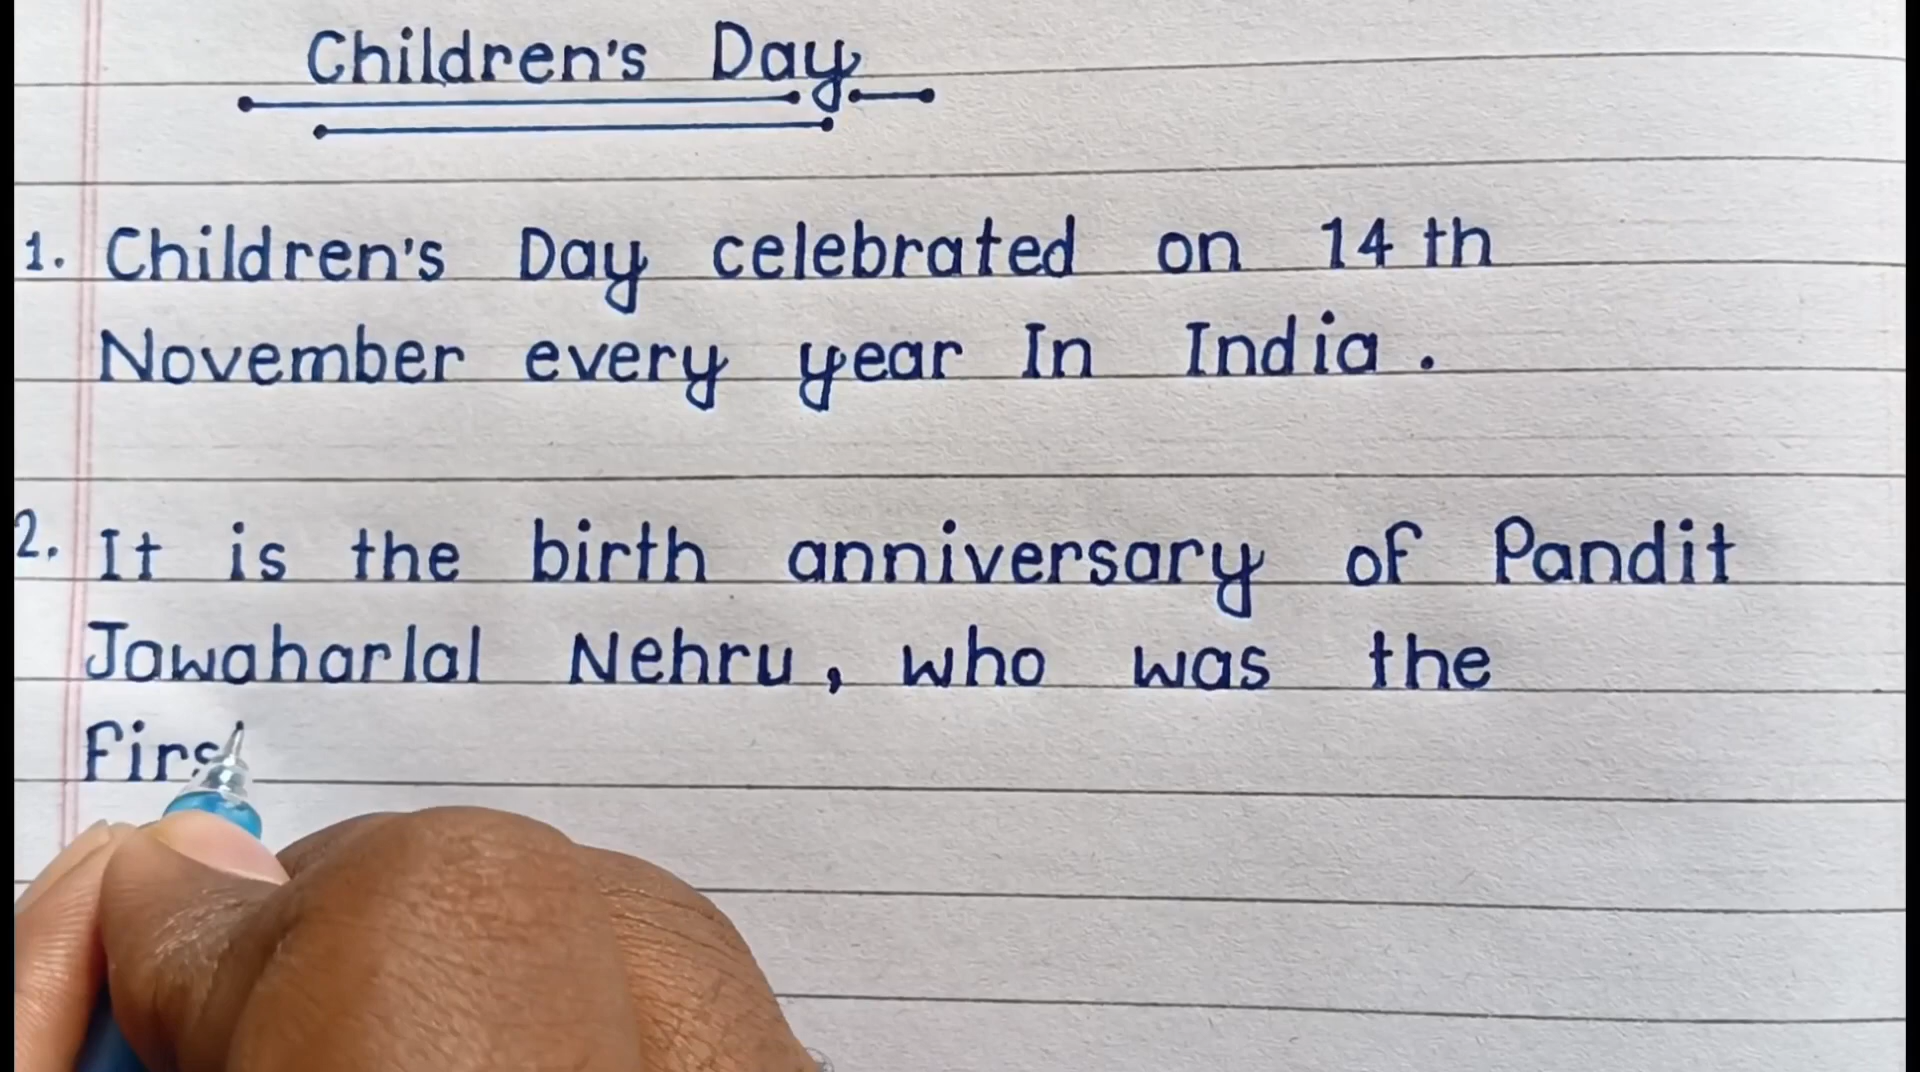 Children's Day
1. Children's Day celebrated on 14 th
November every year In India.
2. It is the birth anniversary of Pandit
Jawaharlal Nehru, who was the
Firs